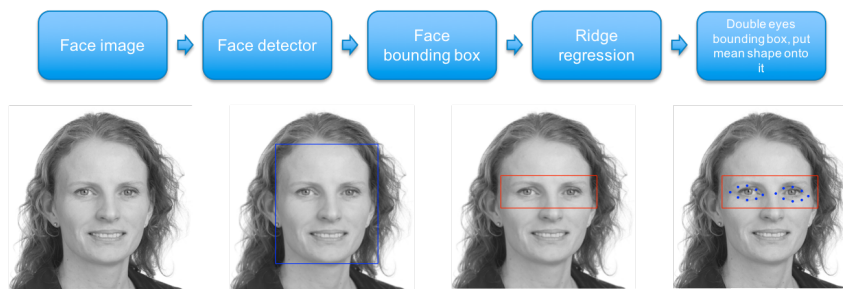 Face image
Face detector
Face
bounding box
Ridge
regression
Double eyes
bounding box, put
mean shape onto
it